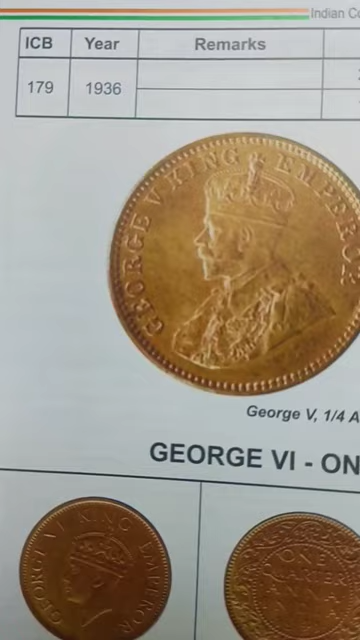 Indian Co
ICB Year Remarks
179 1936
GEORGE V KING EMPEROR
George V, 1/4 A
GEORGE VI - ON
GEORGE VI KING EMPEROR
ONE
QUARTER
ANNA
INDIA